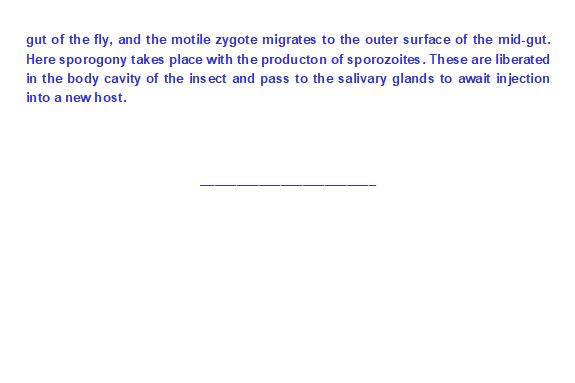 gut of the fly, and the motile zygote migrates to the outer surface of the mid-gut.
Here sporogony takes place with the producton of sporozoites. These are liberated
in the body cavity of the insect and pass to the salivary glands to await injection
into a new host.